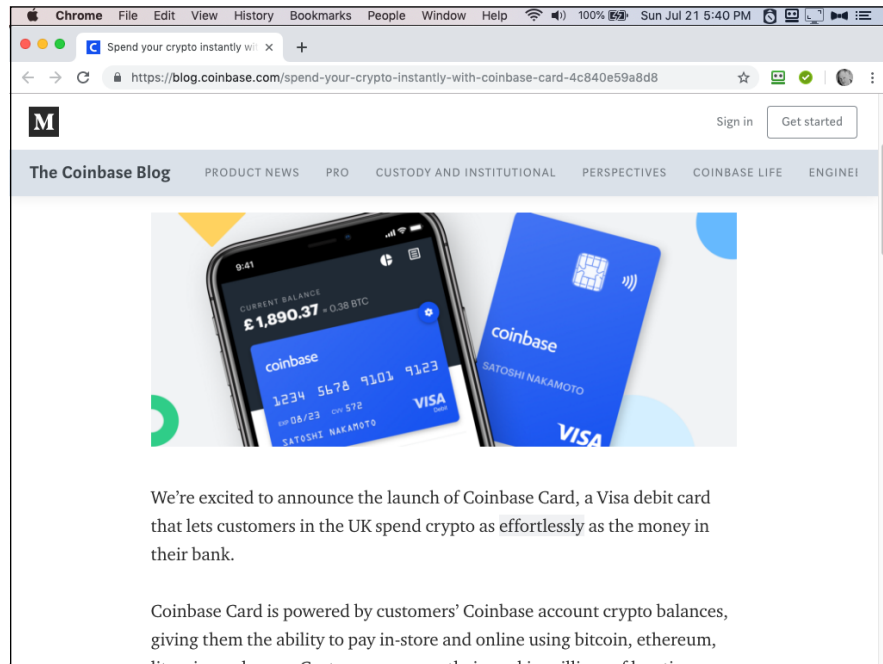 Chrome File Edit View History Bookmarks People Window Help 100% Sun Jul 21 5:40 PM
Spend your crypto instantly wit
https://blog.coinbase.com/spend-your-crypto-instantly-with-coinbase-card-4c840e59a8d8
M
Sign in Get started
The Coinbase Blog PRODUCT NEWS PRO CUSTODY AND INSTITUTIONAL PERSPECTIVES COINBASE LIFE
9:41
CURRENT BALANCE
£1,890.37 ≈ 0.38 BTC
coinbase
1234 5678 9101 9123
EXP 08/23 CVV 572
SATOSHI NAKAMOTO
VISA
Debit
coinbase
SATOSHI NAKAMOTO
VISA
We’re excited to announce the launch of Coinbase Card, a Visa debit card
that lets customers in the UK spend crypto as effortlessly as the money in
their bank.
Coinbase Card is powered by customers’ Coinbase account crypto balances,
giving them the ability to pay in-store and online using bitcoin, ethereum,